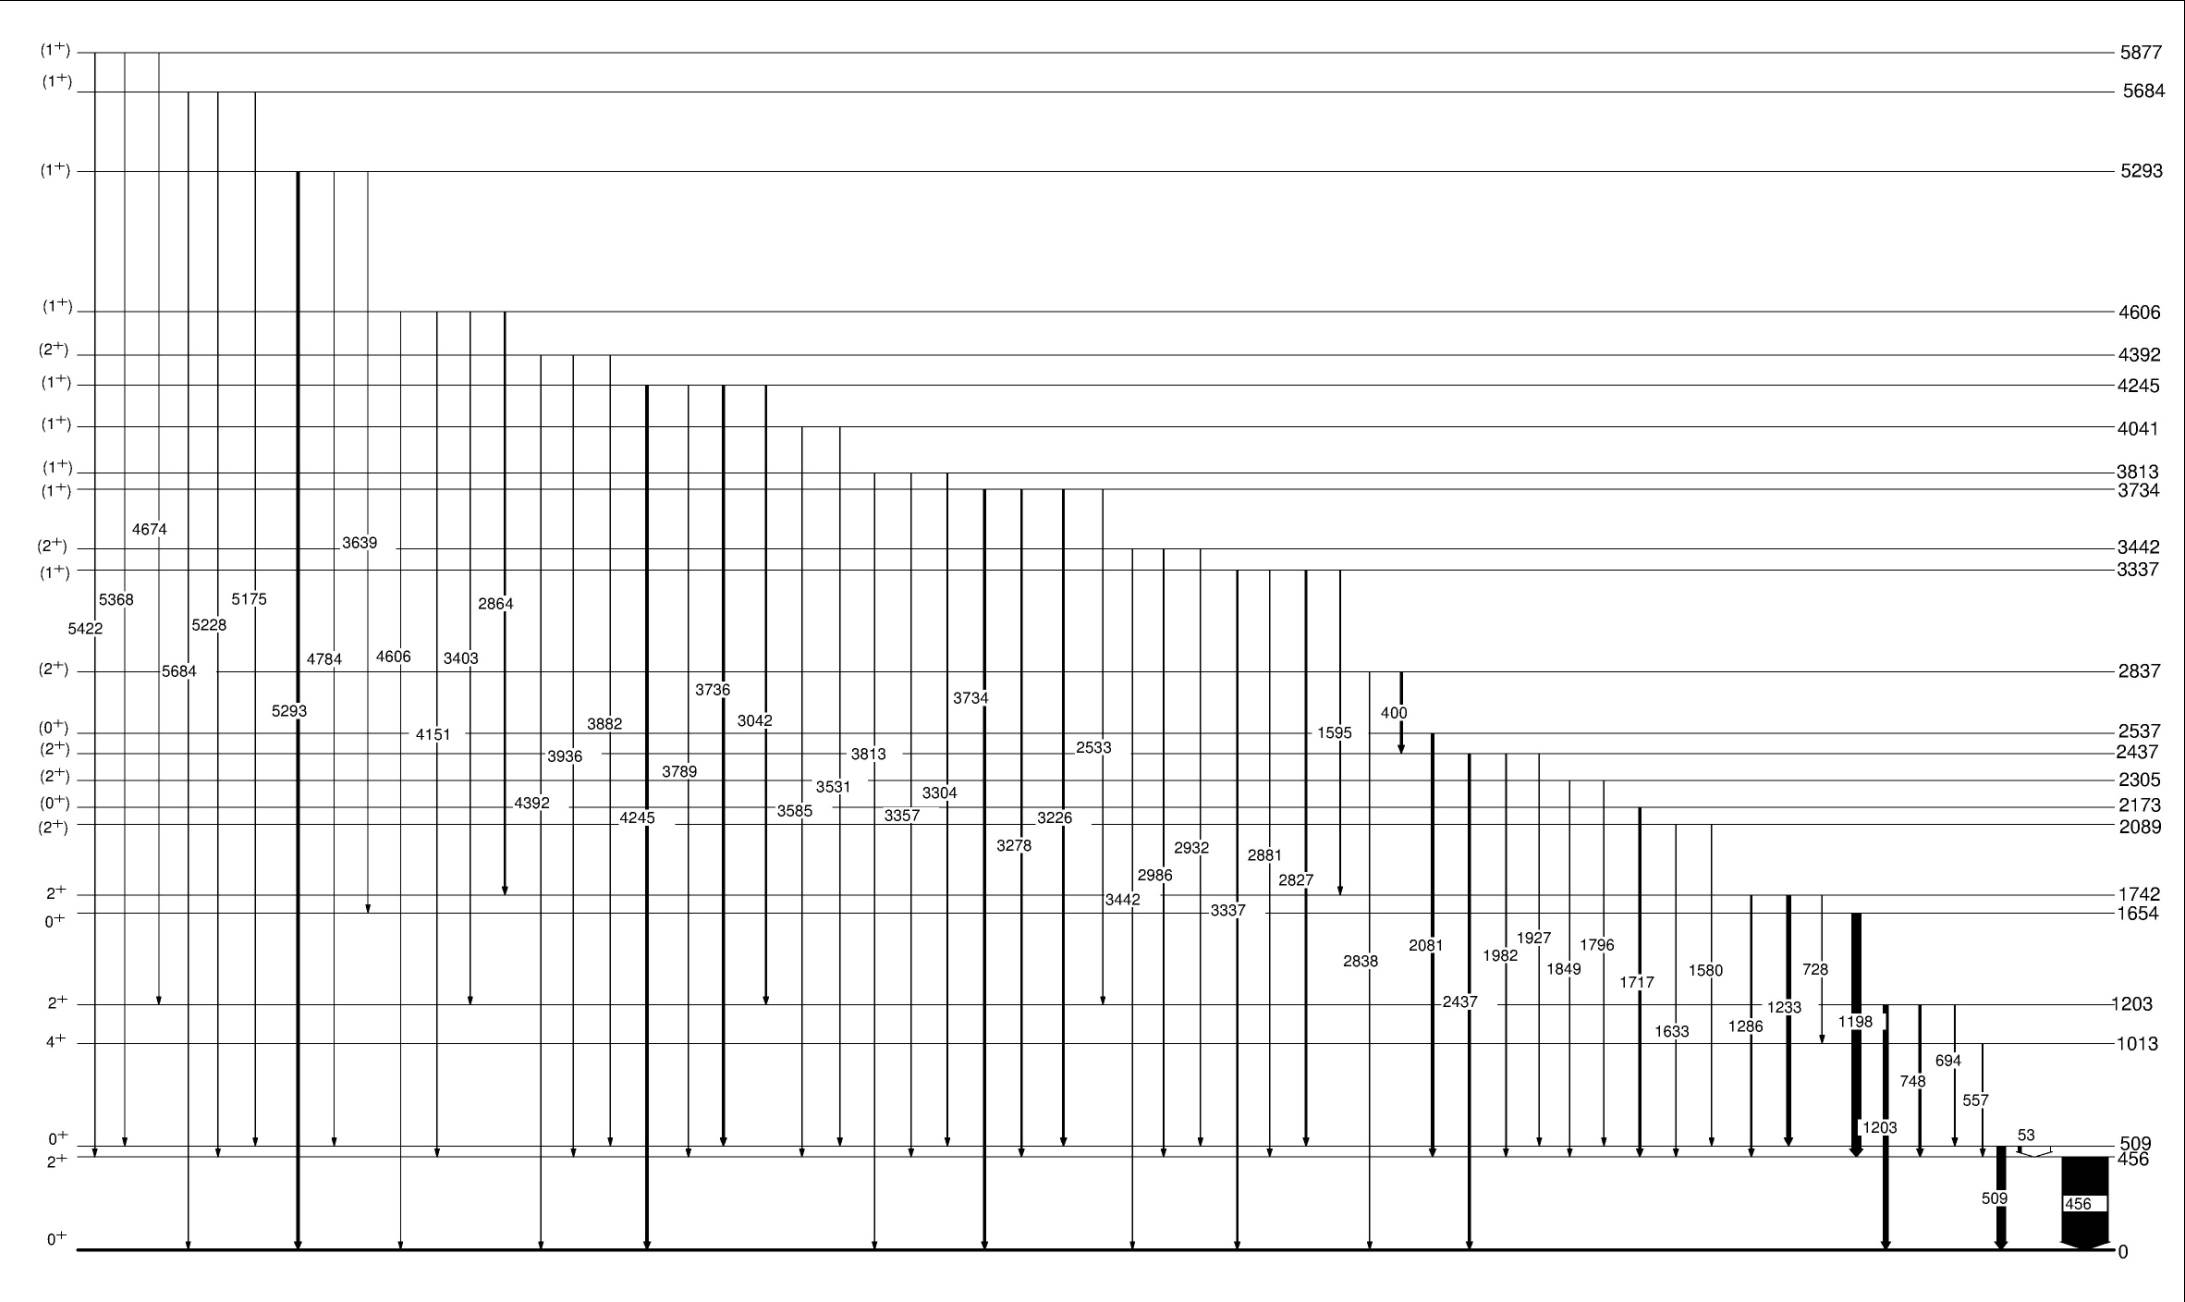 (1+) 5877
(1+) 5684
(1+) 5293
(1+) 4606
(2+) 4392
(1+) 4245
(1+) 4041
(1+) 3813
(1+) 3734
4674
3639
(2+) 3442
(1+) 3337
5368 5175 2864
5422 5228
4784 4606 3403
(2+) 5684 2837
3736 3734
5293 3042 400
(0+) 4151 3882 1595 2537
(2+) 3936 3813 2533 2437
(2+) 3789 3531 3304 2305
(0+) 4392 3585 3357 2173
(2+) 4245 3226 2089
3278 2932 2881
2986 2827
2+ 3442 1742
0+ 3337 1654
2838 2081 1982 1927 1849 1796 1717 1580 728
2+ 2437 1233 1203
1633 1286 1198
4+ 1013
694
748
557
1203
0+ 53 509
2+ 456
509 456
0+ 0